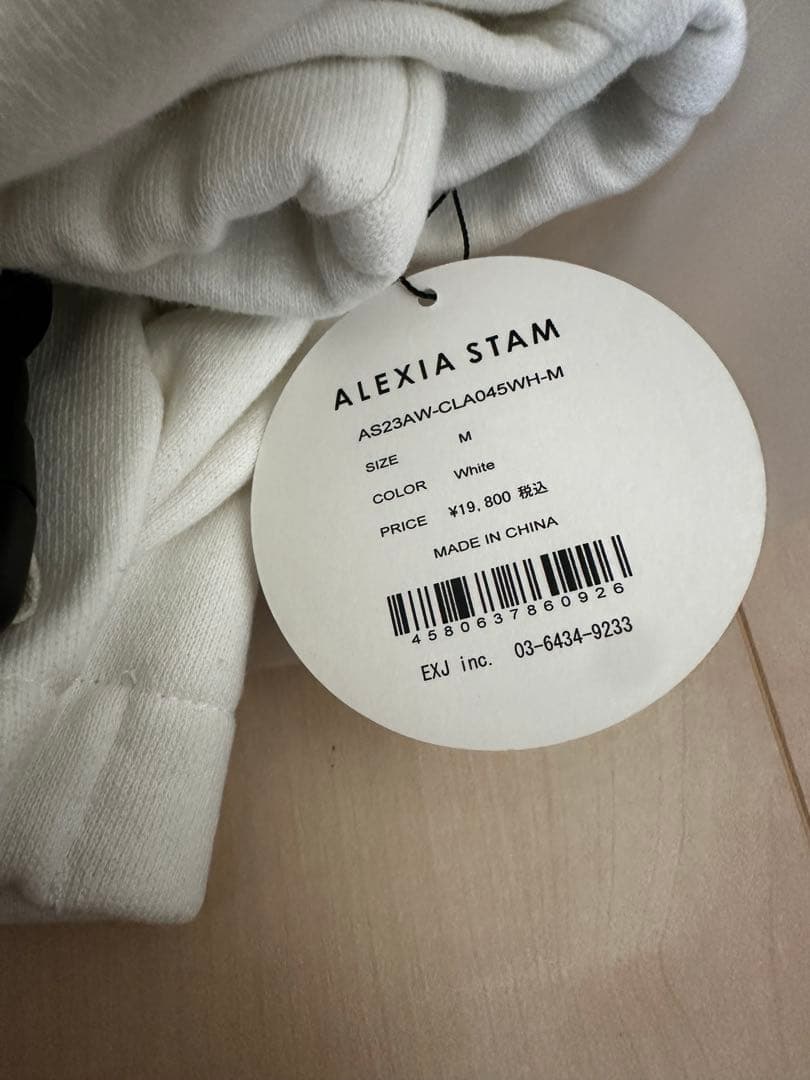 ALEXIA STAM
AS23AW-CLA045WH-M
SIZE M
COLOR White
PRICE ¥19,800 税込
MADE IN CHINA
4580637860926
EXJ inc. 03-6434-9233